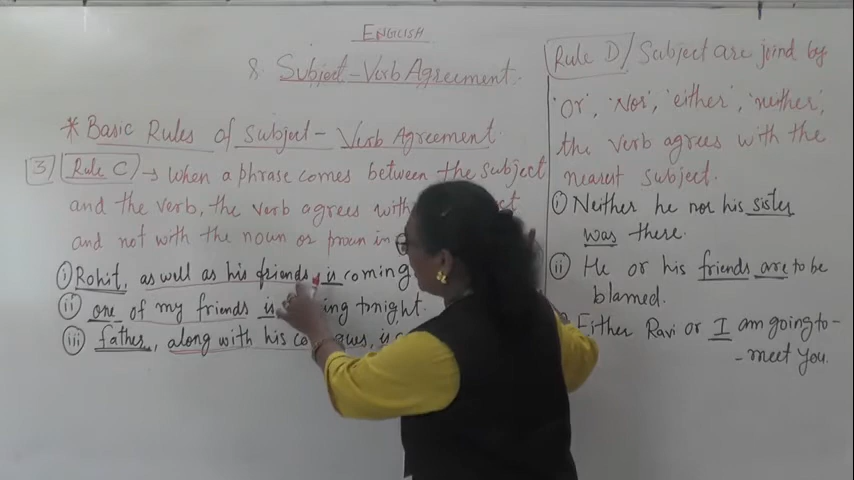 ENGLISH
8. Subject-Verb Agreement.
* Basic Rules of Subject- Verb Agreement
3) Rule C → When a phrase comes between the subject
and the verb, the verb agrees with
and not with the noun or proun in
(i) Rohit, as well as his friends is coming
(ii) one of my friends is ing tonight.
(iii) father, along with his
Rule D/ Subject are joind by
'Or', 'Nor', 'either', 'neither',
the verb agrees with the
nearest subject.
(i) Neither he nor his sister
was there.
(ii) He or his friends are to be
blamed.
Either Ravi or I am going to-
- meet you.